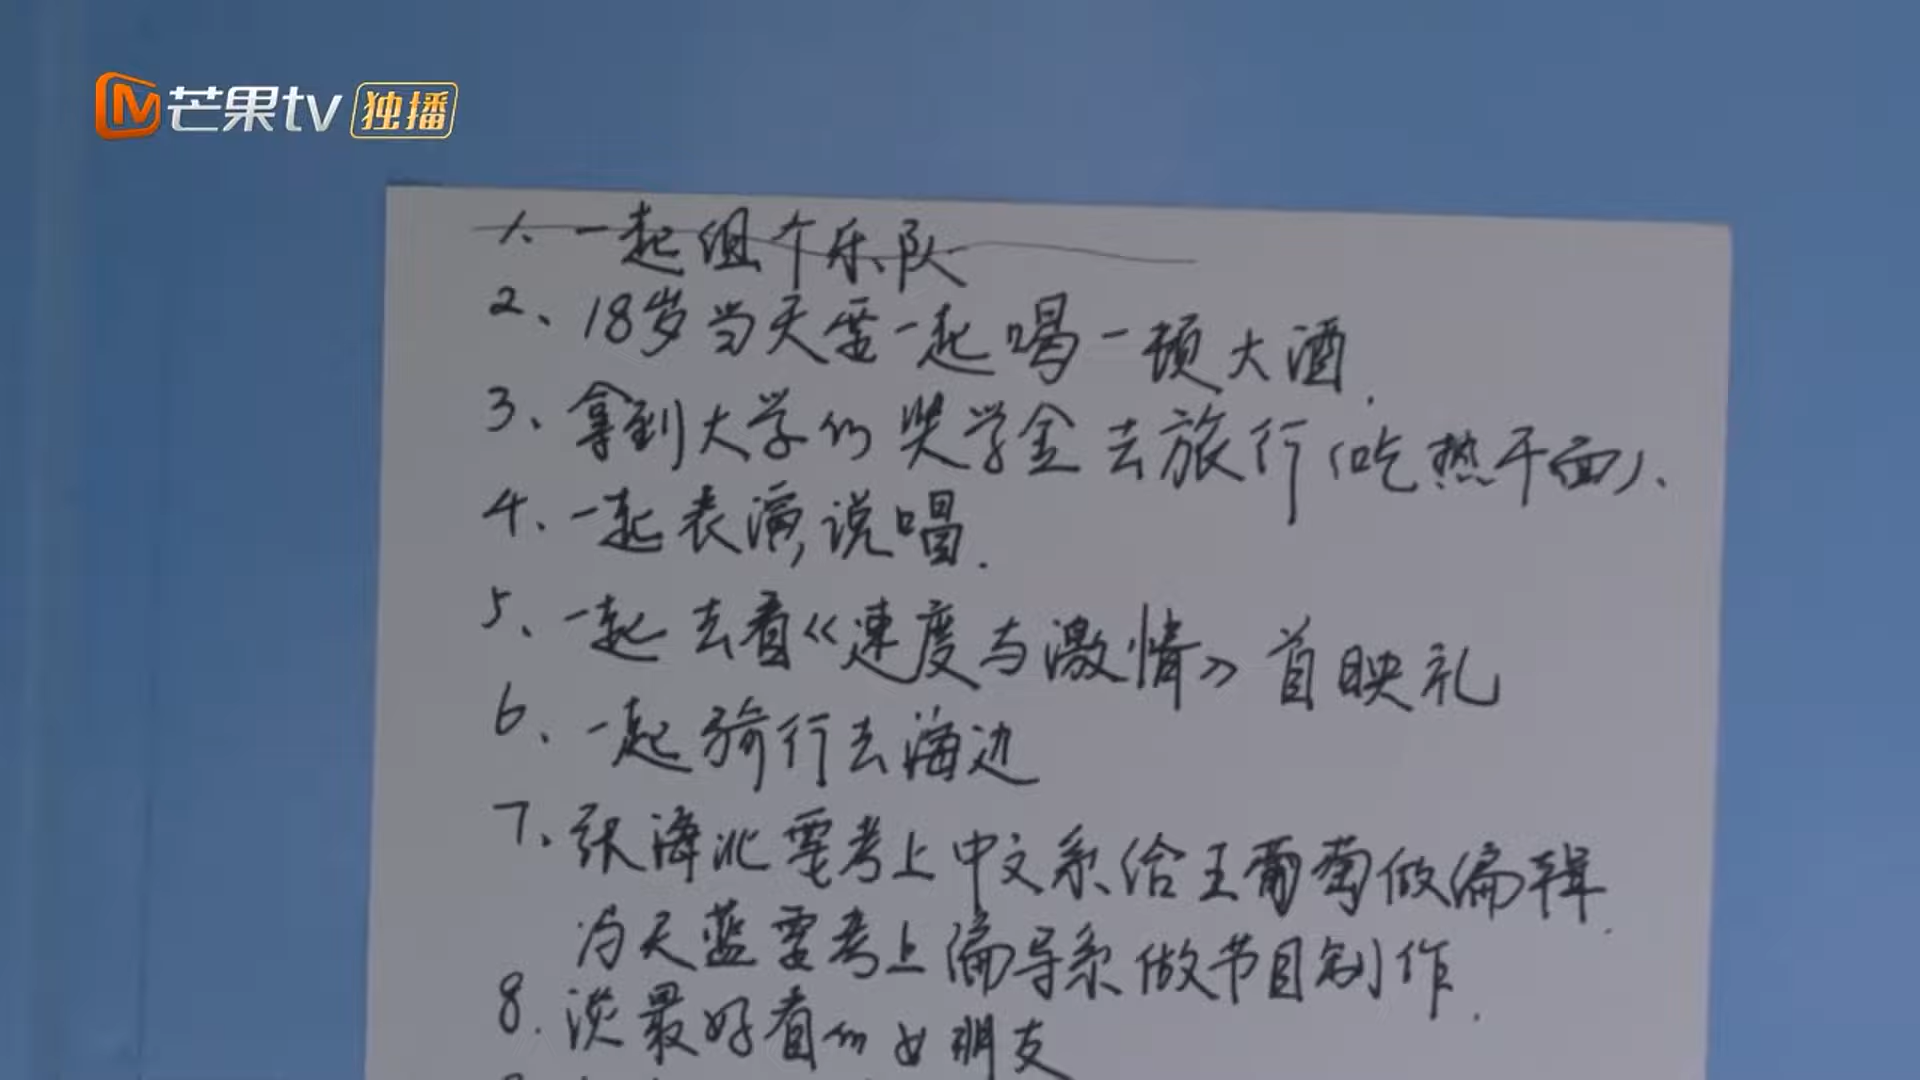 芒果tv 独播
1、一起组个乐队
2、18岁当天要一起喝一顿大酒.
3、拿到大学的奖学金去旅行(吃热干面)、
4、一起表演说唱.
5、一起去看《速度与激情》首映礼
6、一起骑行去海边
7、张海北要考上中文系给王葡萄做编辑.
冯天蓝要考上编导系做节目制作.
8.谈最好看的女朋友